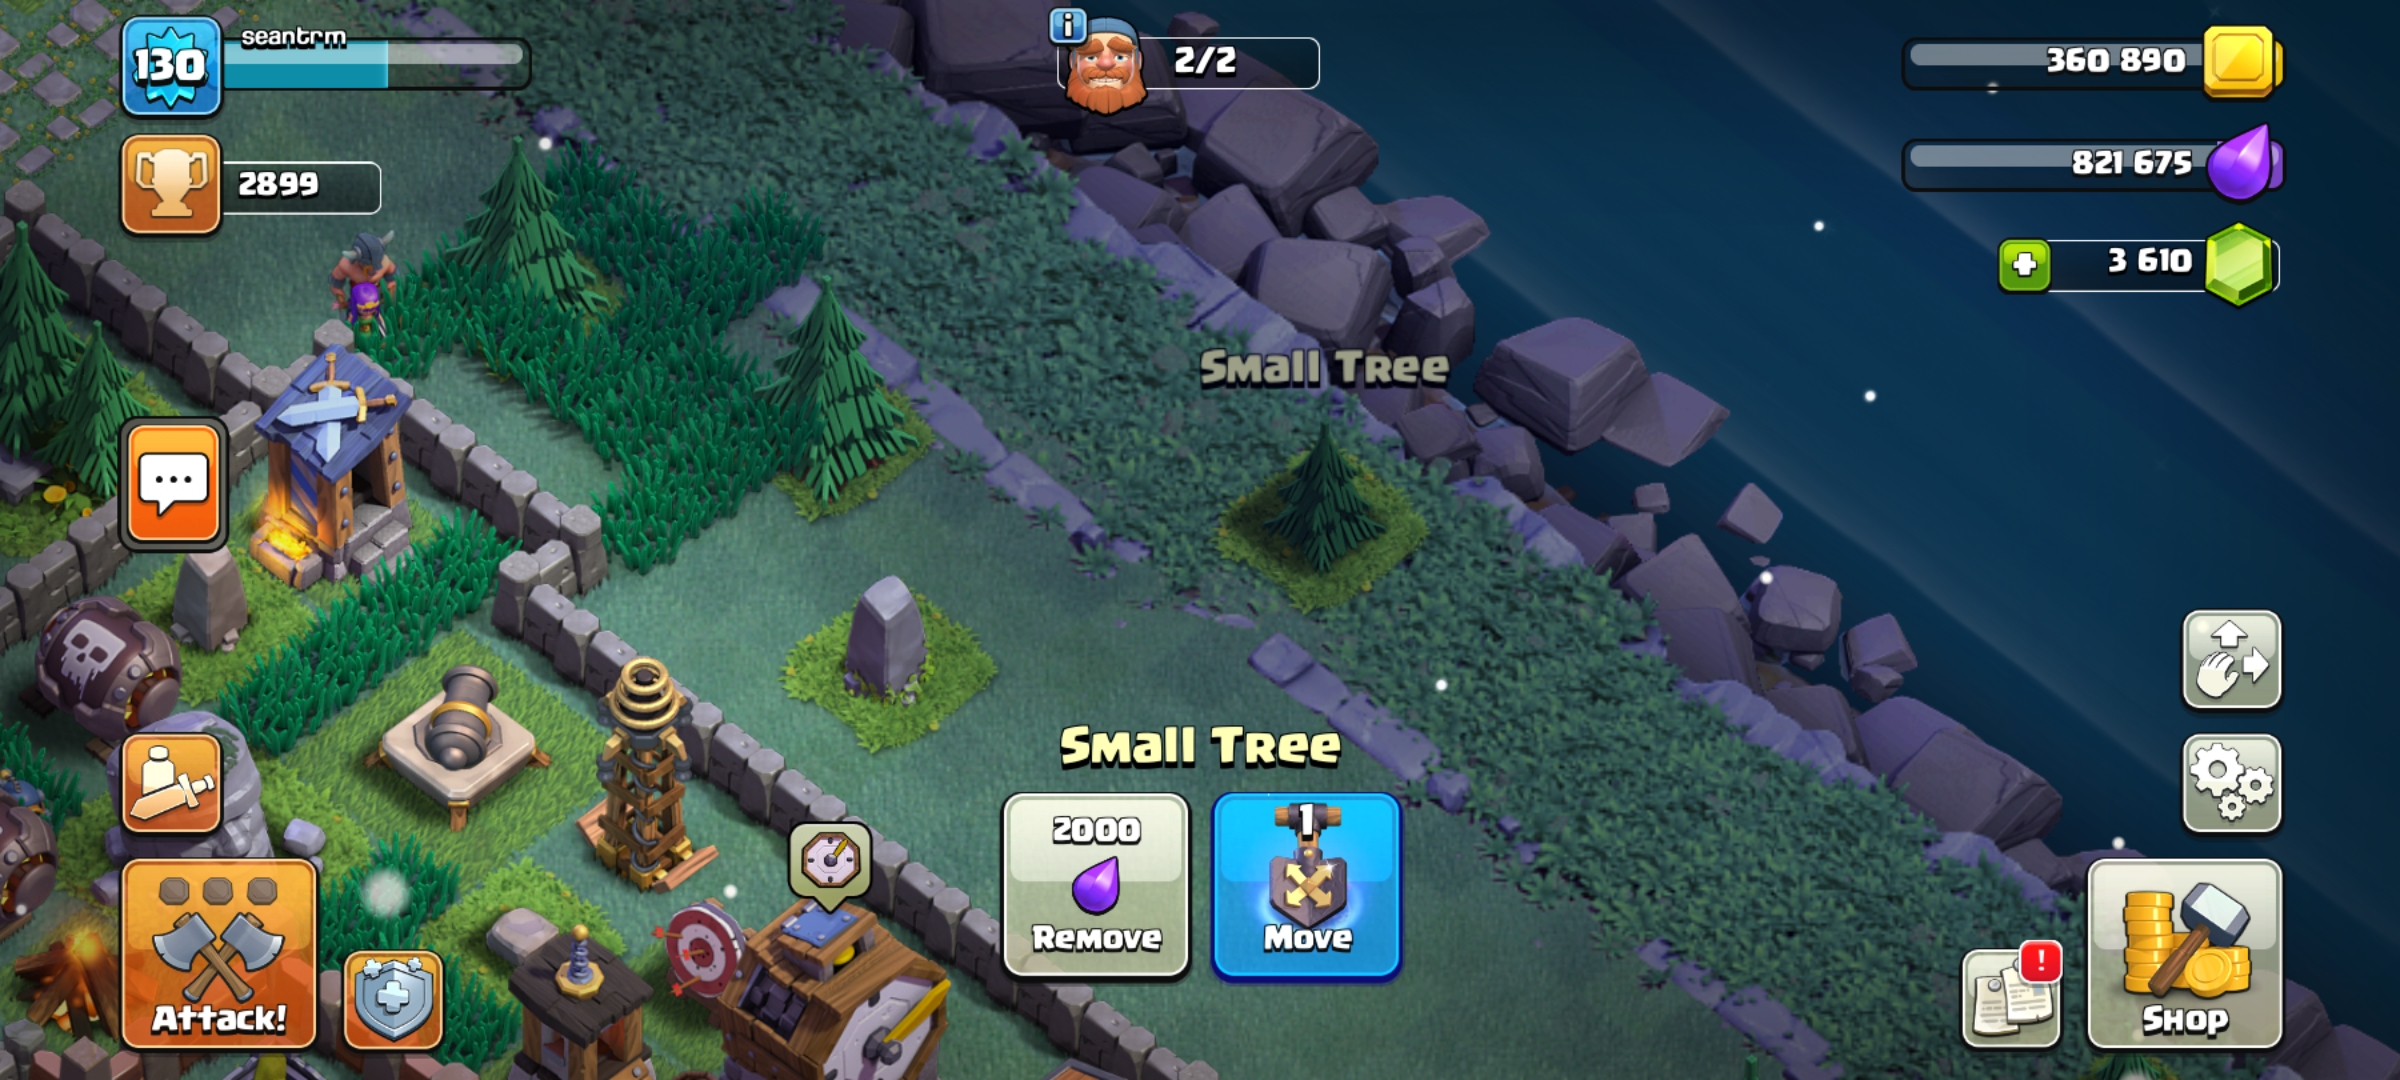 130
seantrm
2899
i
2/2
360 890
821 675
3 610
Small Tree
Small Tree
2000
Remove
1
Move
Attack!
!
Shop